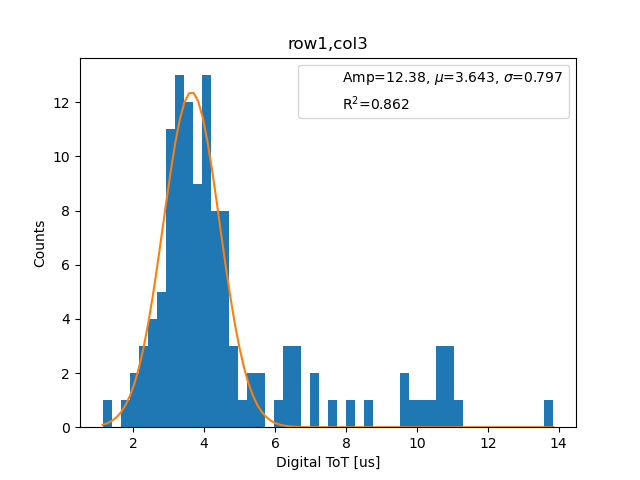 row1,col3
Amp=12.38, μ=3.643, σ=0.797
R²=0.862
Counts
12
10
8
6
4
2
0
2 4 6 8 10 12 14
Digital ToT [us]